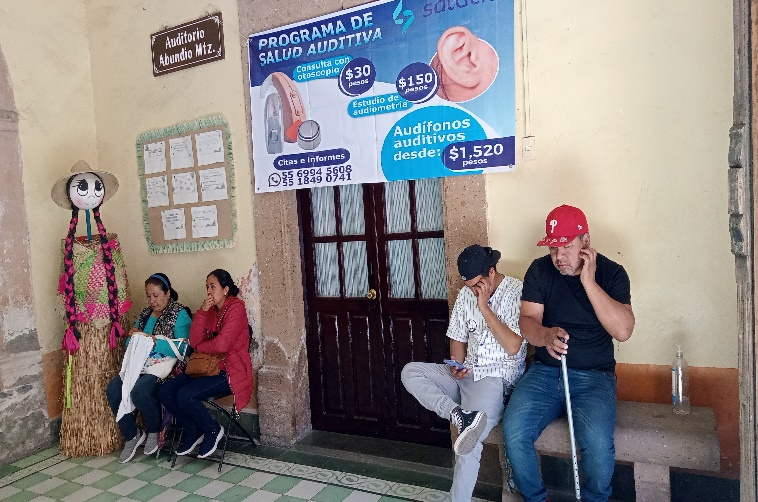 Auditorio
Abundio Mtz.
PROGRAMA DE
SALUD AUDITIVA
Consulta con
otoscopio
$30
pesos
$150
pesos
Estudio de
audiometría
Audífonos
auditivos
desde:
$1,520
pesos
Citas e Informes
55 6994 5608
55 1849 0741
P